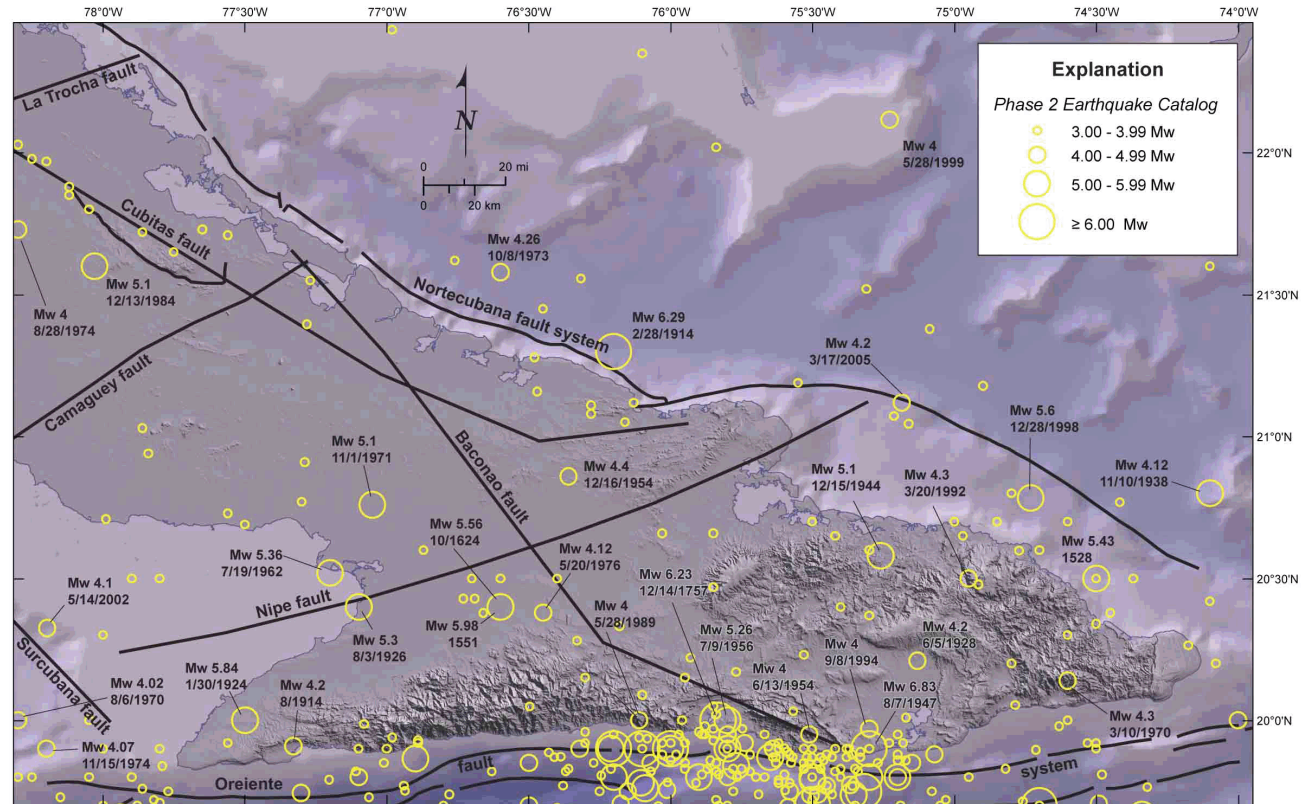 78°0'W 77°30'W 77°0'W 76°30'W 76°0'W 75°30'W 75°0'W 74°30'W 74°0'W
La Trocha fault
N
0 20 mi
0 20 km
Explanation
Phase 2 Earthquake Catalog
3.00 - 3.99 Mw
4.00 - 4.99 Mw
5.00 - 5.99 Mw
≥ 6.00 Mw
Mw 4
5/28/1999
22°0'N
Cubitas fault
Mw 4.26
10/8/1973
Mw 5.1
12/13/1984
Mw 4
8/28/1974
21°30'N
Nortecubana fault system
Mw 6.29
2/28/1914
Mw 4.2
3/17/2005
Camaguey fault
Mw 5.6
12/28/1998
21°0'N
Baconao fault
Mw 5.1
11/1/1971
Mw 4.4
12/16/1954
Mw 5.1
12/15/1944
Mw 4.3
3/20/1992
Mw 4.12
11/10/1938
Mw 5.56
10/1624
Mw 5.36
7/19/1962
Mw 4.12
5/20/1976
Mw 5.43
1528
20°30'N
Mw 4.1
5/14/2002
Nipe fault
Mw 6.23
12/14/1757
Mw 4
5/28/1989
Mw 5.3
8/3/1926
Mw 5.98
1551
Mw 5.26
7/9/1956
Mw 4
9/8/1994
Mw 4.2
6/5/1928
Surcubana fault
Mw 5.84
1/30/1924
Mw 4.2
8/1914
Mw 4
6/13/1954
Mw 6.83
8/7/1947
Mw 4.02
8/6/1970
Mw 4.3
3/10/1970
20°0'N
Mw 4.07
11/15/1974
Oreiente fault system